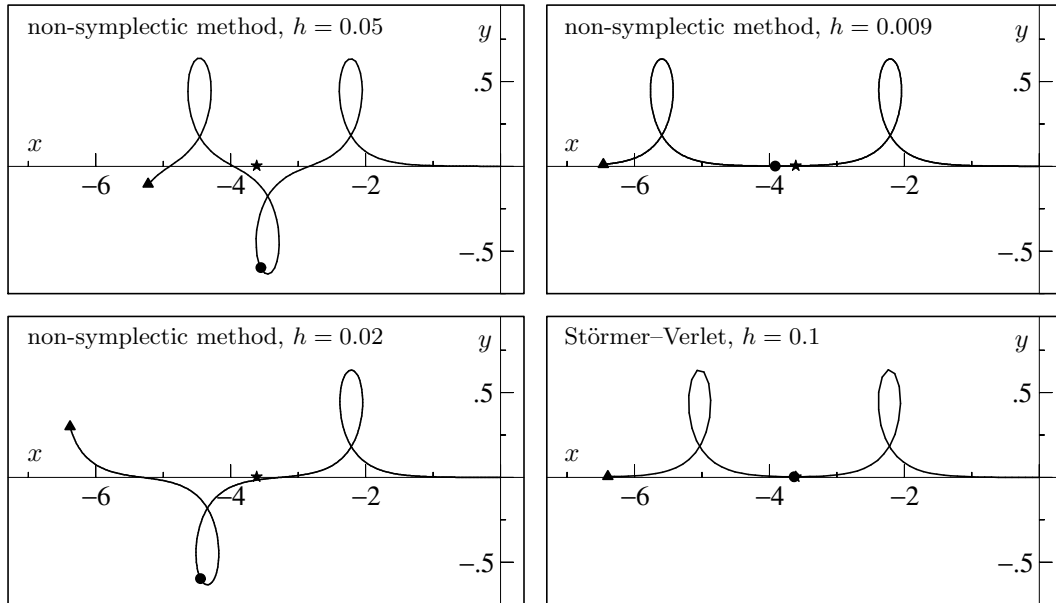 non-symplectic method, h = 0.05
y
.5
x
−6
−4
−2
−.5
non-symplectic method, h = 0.009
y
.5
x
−6
−4
−2
−.5
non-symplectic method, h = 0.02
y
.5
x
−6
−4
−2
−.5
Störmer–Verlet, h = 0.1
y
.5
x
−6
−4
−2
−.5